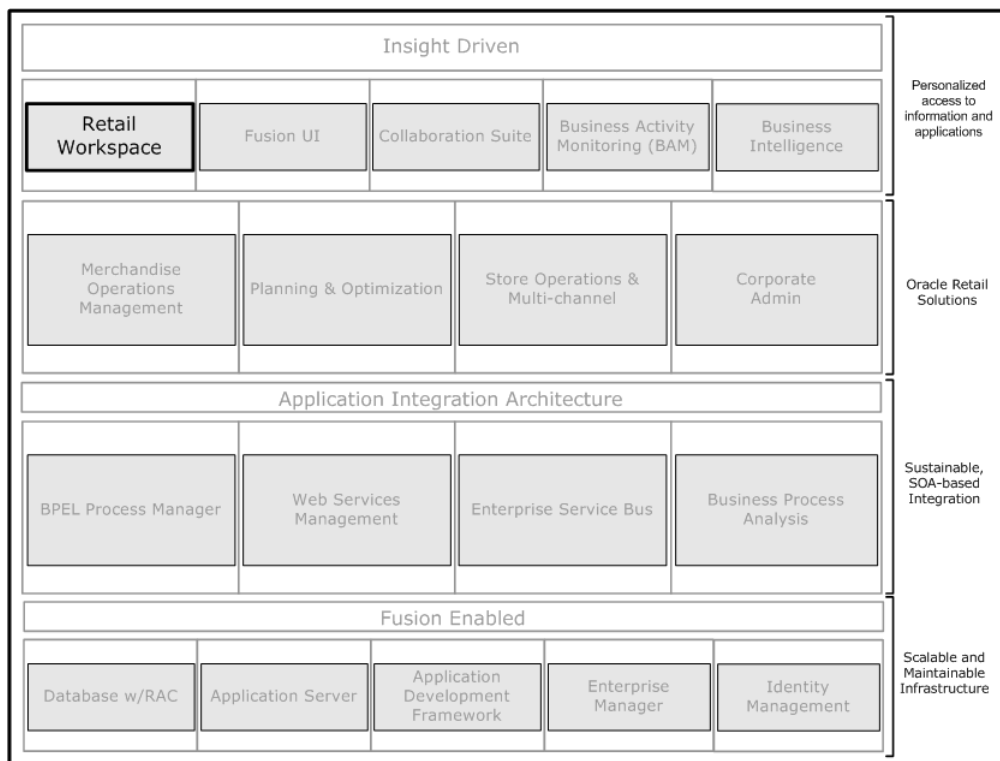 Insight Driven
Retail
Workspace
Fusion UI
Collaboration Suite
Business Activity
Monitoring (BAM)
Business
Intelligence
Personalized
access to
information and
applications
Merchandise
Operations
Management
Planning & Optimization
Store Operations &
Multi-channel
Corporate
Admin
Oracle Retail
Solutions
Application Integration Architecture
BPEL Process Manager
Web Services
Management
Enterprise Service Bus
Business Process
Analysis
Sustainable,
SOA-based
Integration
Fusion Enabled
Database w/RAC
Application Server
Application
Development
Framework
Enterprise
Manager
Identity
Management
Scalable and
Maintainable
Infrastructure